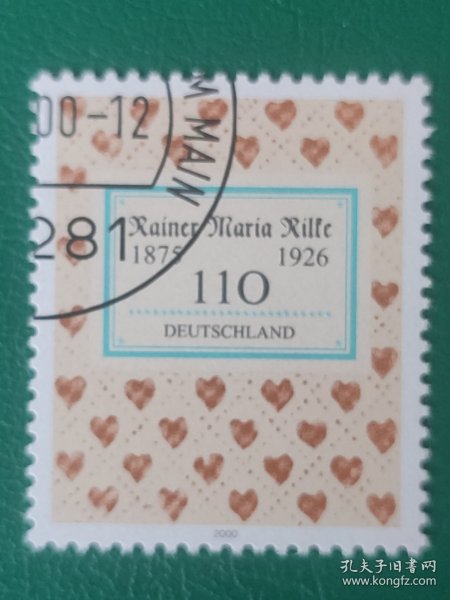 00-12
M MAIN
281
Rainer Maria Rilke
1875 1926
110
DEUTSCHLAND
2000
孔夫子旧书网
www.kongfz.com